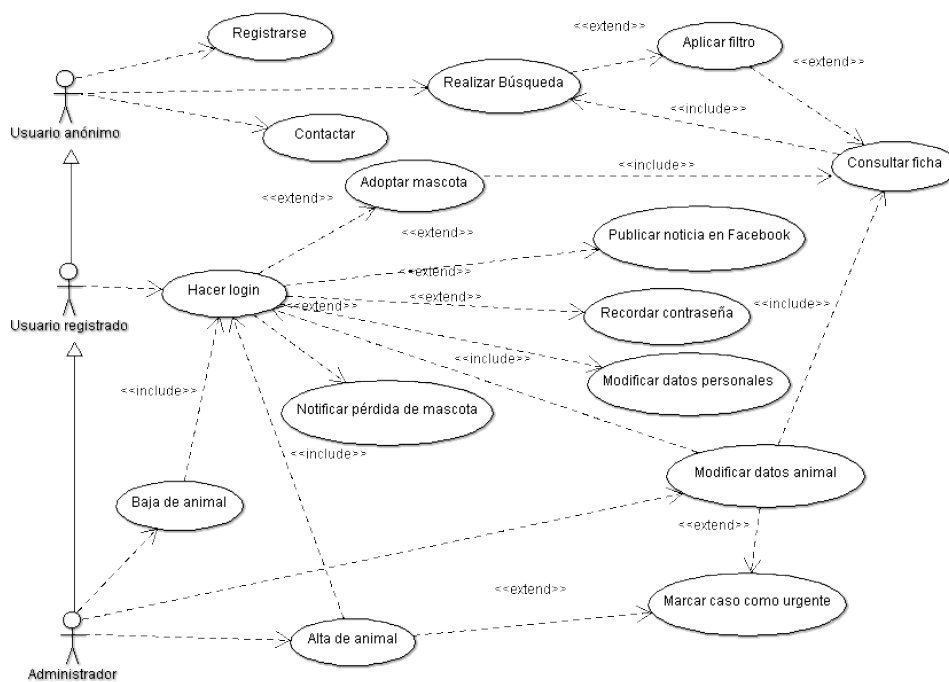 <<extend>>
Registrarse
Aplicar filtro
<<extend>>
Realizar Búsqueda
<<include>>
Usuario anónimo
Contactar
<<include>>
Consultar ficha
Adoptar mascota
<<extend>>
<<extend>>
Publicar noticia en Facebook
<<extend>>
Hacer login
<<extend>>
<<extend>>
Recordar contraseña
<<include>>
Usuario registrado
<<include>>
Modificar datos personales
<<include>>
Notificar pérdida de mascota
<<include>>
Modificar datos animal
Baja de animal
<<extend>>
<<extend>>
Marcar caso como urgente
Alta de animal
Administrador